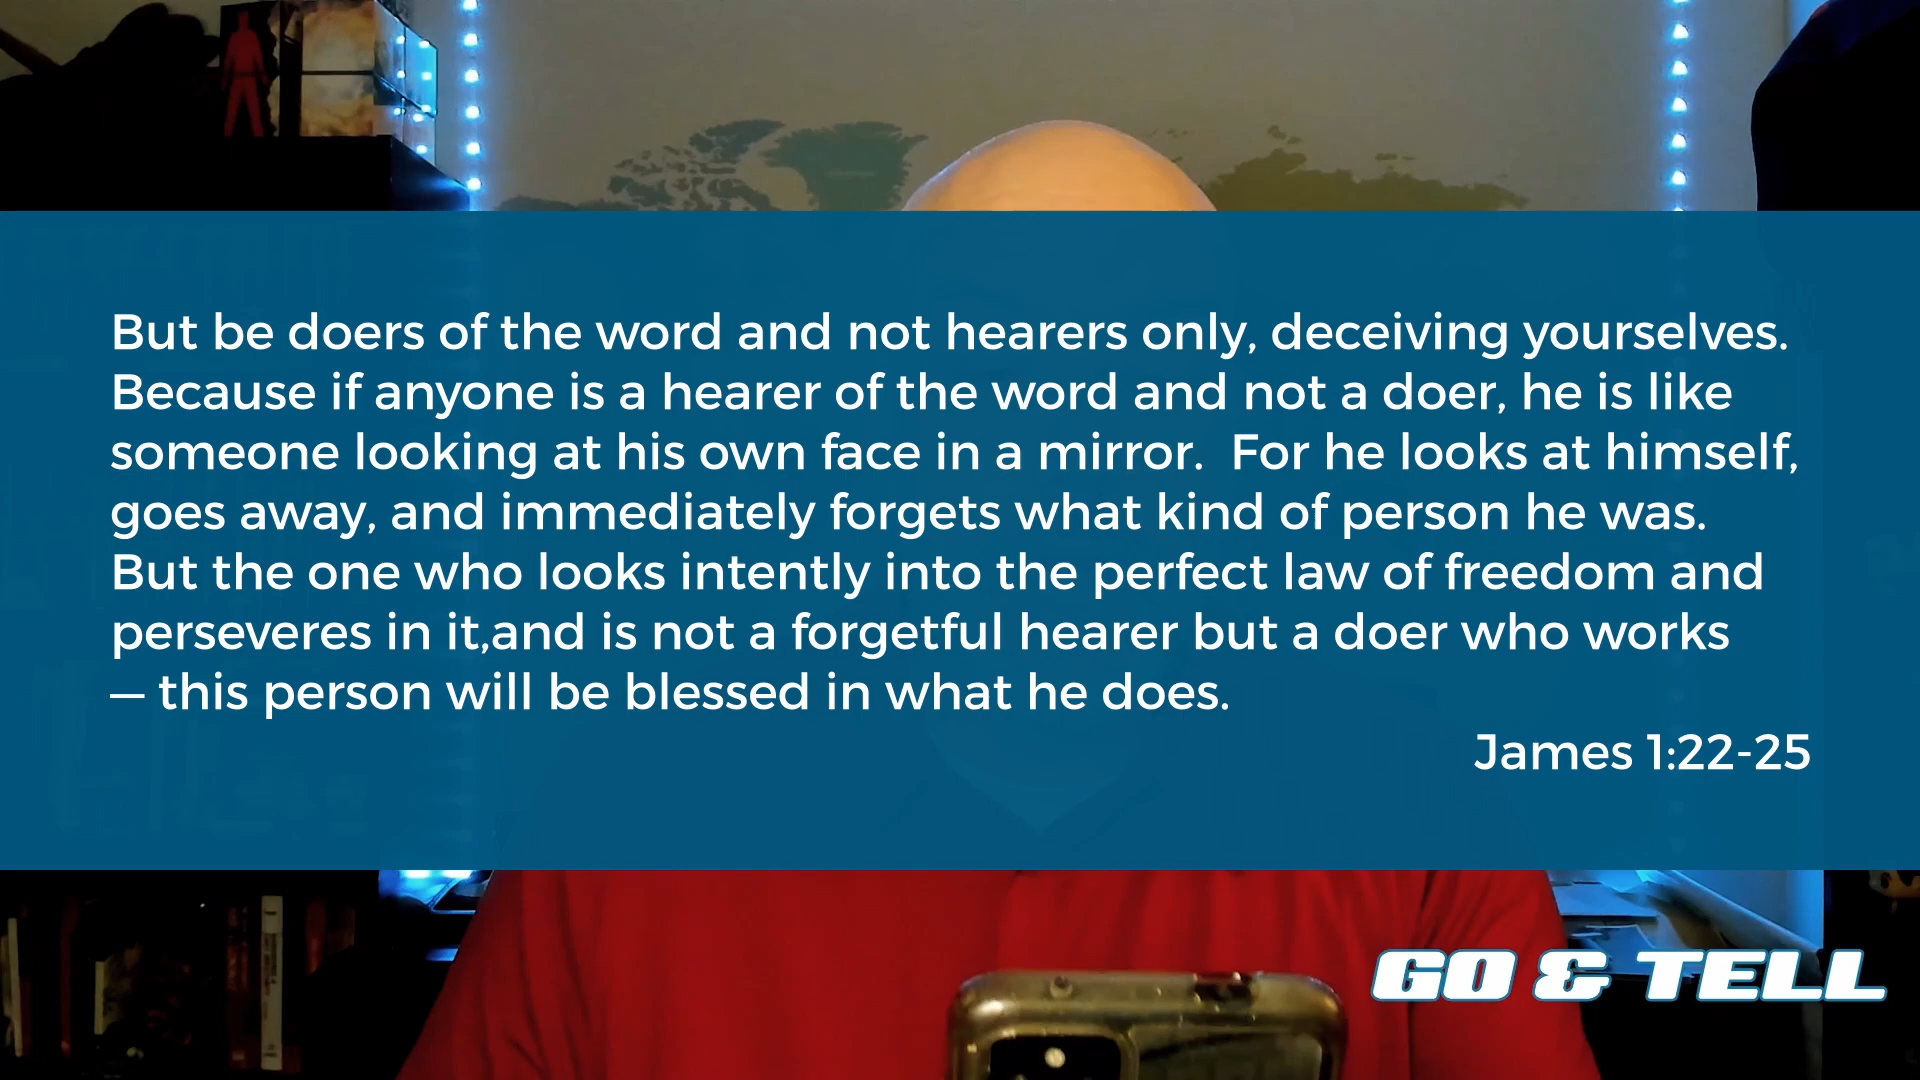 But be doers of the word and not hearers only, deceiving yourselves.
Because if anyone is a hearer of the word and not a doer, he is like
someone looking at his own face in a mirror.  For he looks at himself,
goes away, and immediately forgets what kind of person he was.
But the one who looks intently into the perfect law of freedom and
perseveres in it,and is not a forgetful hearer but a doer who works
— this person will be blessed in what he does.
James 1:22-25
GO & TELL